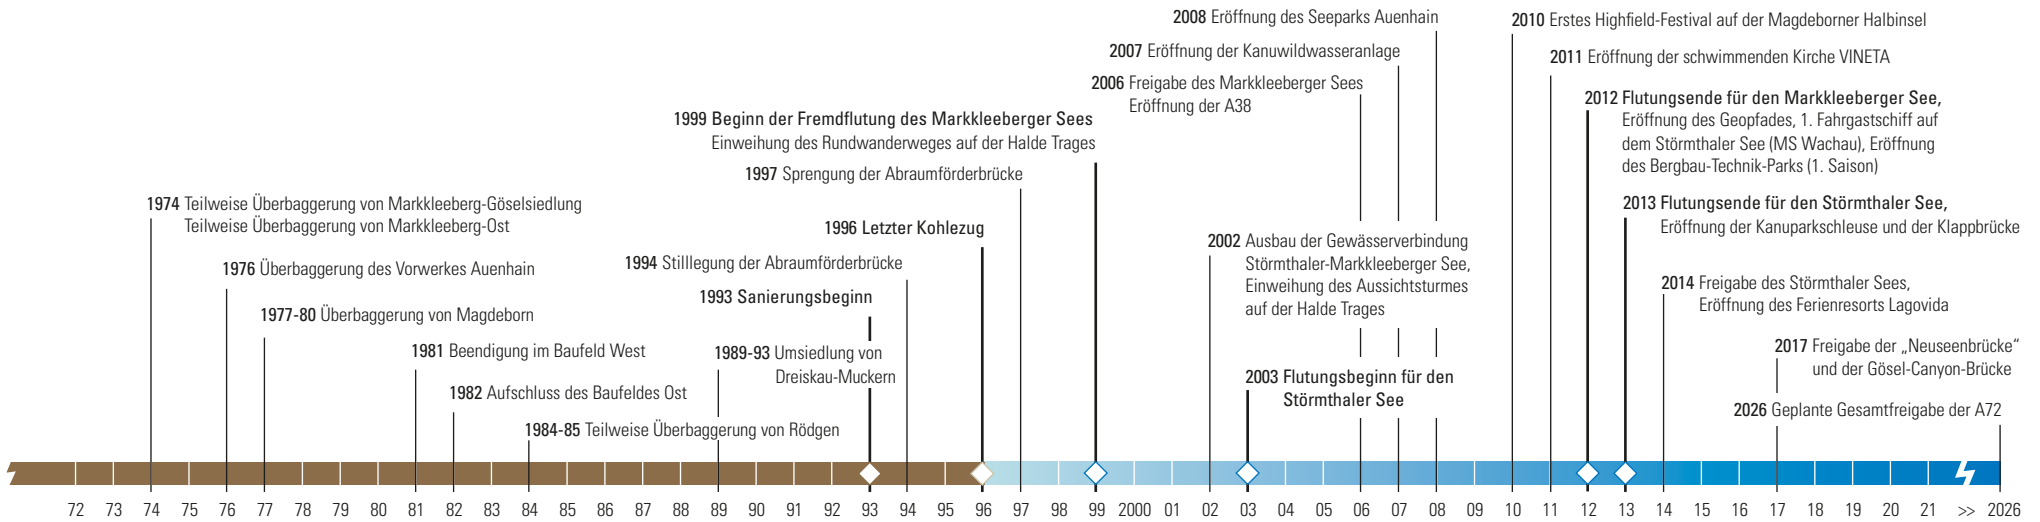 1974 Teilweise Überbaggerung von Markkleeberg-Göselsiedlung
Teilweise Überbaggerung von Markkleeberg-Ost
1976 Überbaggerung des Vorwerkes Auenhain
1977-80 Überbaggerung von Magdeborn
1981 Beendigung im Baufeld West
1982 Aufschluss des Baufeldes Ost
1984-85 Teilweise Überbaggerung von Rödgen
1989-93 Umsiedlung von
Dreiskau-Muckern
1993 Sanierungsbeginn
1994 Stilllegung der Abraumförderbrücke
1996 Letzter Kohlezug
1997 Sprengung der Abraumförderbrücke
1999 Beginn der Fremdflutung des Markkleeberger Sees
Einweihung des Rundwanderweges auf der Halde Trages
2002 Ausbau der Gewässerverbindung
Störmthaler-Markkleeberger See,
Einweihung des Aussichtsturmes
auf der Halde Trages
2003 Flutungsbeginn für den
Störmthaler See
2006 Freigabe des Markkleeberger Sees
Eröffnung der A38
2007 Eröffnung der Kanuwildwasseranlage
2008 Eröffnung des Seeparks Auenhain
2010 Erstes Highfield-Festival auf der Magdeborner Halbinsel
2011 Eröffnung der schwimmenden Kirche VINETA
2012 Flutungsende für den Markkleeberger See,
Eröffnung des Geopfades, 1. Fahrgastschiff auf
dem Störmthaler See (MS Wachau), Eröffnung
des Bergbau-Technik-Parks (1. Saison)
2013 Flutungsende für den Störmthaler See,
Eröffnung der Kanuparkschleuse und der Klappbrücke
2014 Freigabe des Störmthaler Sees,
Eröffnung des Ferienresorts Lagovida
2017 Freigabe der „Neuseenbrücke“
und der Gösel-Canyon-Brücke
2026 Geplante Gesamtfreigabe der A72
72 73 74 75 76 77 78 79 80 81 82 83 84 85 86 87 88 89 90 91 92 93 94 95 96 97 98 99 2000 01 02 03 04 05 06 07 08 09 10 11 12 13 14 15 16 17 18 19 20 21 >> 2026